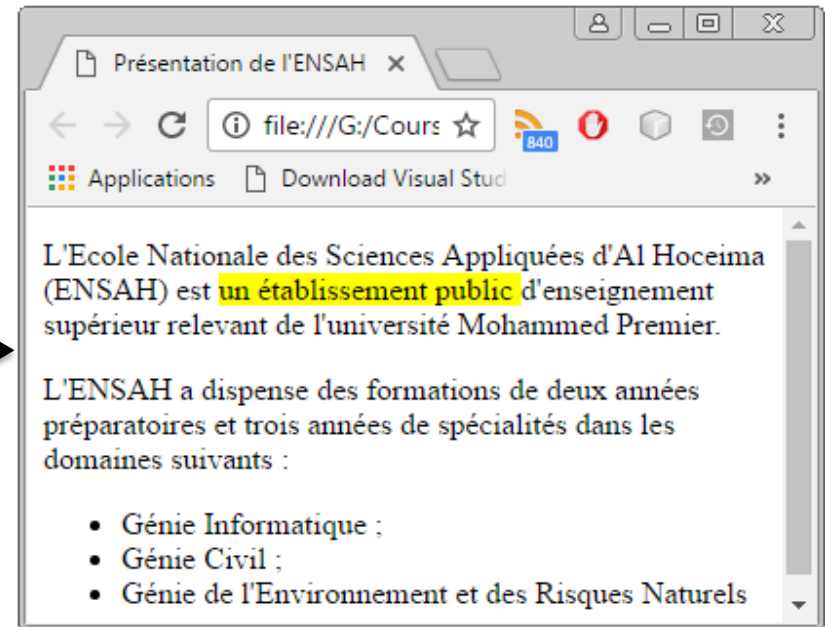 Présentation de l'ENSAH
file:///G:/Cours
840
Applications Download Visual Stud
L'Ecole Nationale des Sciences Appliquées d'Al Hoceima
(ENSAH) est un établissement public d'enseignement
supérieur relevant de l'université Mohammed Premier.
L'ENSAH a dispense des formations de deux années
préparatoires et trois années de spécialités dans les
domaines suivants :
• Génie Informatique ;
• Génie Civil ;
• Génie de l'Environnement et des Risques Naturels